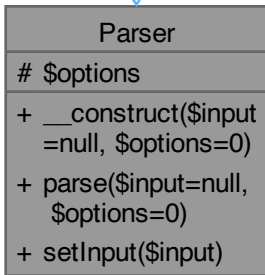 Parser
# $options
+ __construct($input
=null, $options=0)
+ parse($input=null,
$options=0)
+ setInput($input)